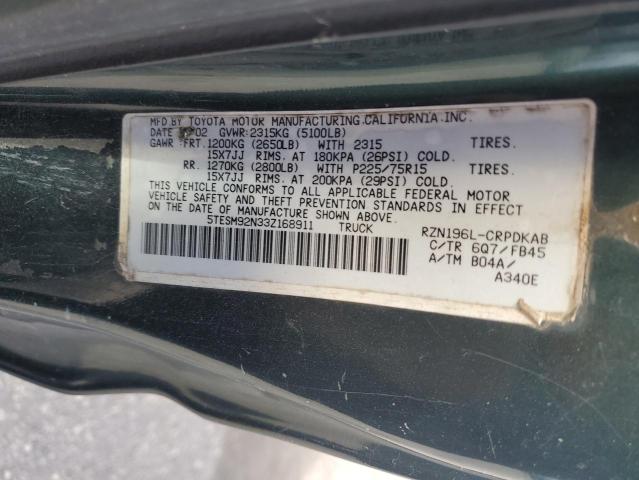 MFD.BY TOYOTA MOTOR MANUFACTURING,CALIFORNIA,INC.
DATE 02 GVWR:2315KG (5100LB)
GAWR: FRT.1200KG (2650LB) WITH 2315 TIRES.
15X7JJ RIMS. AT 180KPA (26PSI) COLD.
RR. 1270KG (2800LB) WITH P225/75R15 TIRES.
15X7JJ RIMS. AT 200KPA (29PSI) COLD.
THIS VEHICLE CONFORMS TO ALL APPLICABLE FEDERAL MOTOR
VEHICLE SAFETY AND THEFT PREVENTION STANDARDS IN EFFECT
ON THE DATE OF MANUFACTURE SHOWN ABOVE.
5TESM92N33Z168911 TRUCK
RZN196L-CRPDKAB
C/TR 6Q7/FB45
A/TM B04A/
A340E